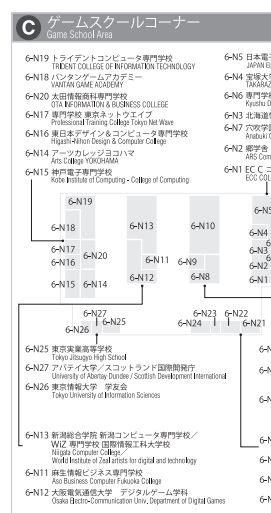 C ゲームスクールコーナー
Game School Area
6-N19 トライデントコンピュータ専門学校
TRIDENT COLLEGE OF INFORMATION TECHNOLOGY
6-N18 バンタンゲームアカデミー
VANTAN GAME ACADEMY
6-N20 太田情報商科専門学校
OTA INFORMATION & BUSINESS COLLEGE
6-N17 専門学校 東京ネットウエイブ
Professional Training College Tokyo Net Wave
6-N16 東日本デザイン&コンピュータ専門学校
Higashi-Nihon Design & Computer College
6-N14 アーツカレッジヨコハマ
Arts College YOKOHAMA
6-N15 神戸電子専門学校
Kobe Institute of Computing - College of Computing
6-N5 日本電子
JAPAN EL
6-N4 宝塚大
TAKARAZ
6-N6 専門学
Kyushu D
6-N3 北海道
6-N7 穴吹学
Anabuki C
6-N2 郷学舎
ARS Com
6-N1 ECC コ
ECC COL
6-N19
6-N18 6-N13 6-N10
6-N17
6-N16 6-N20 6-N11 6-N9
6-N15 6-N14 6-N12 6-N8
6-N5
6-N4
6-N3
6-N2
6-N1
6-N27
6-N26 6-N25
6-N23 6-N22
6-N24 6-N21
6-N25 東京実業高等学校
Tokyo Jitsugyo High School
6-N27 アバテイ大学/スコットランド国際開発庁
University of Abertay Dundee / Scottish Development International
6-N26 東京情報大学 学友会
Tokyo University of Information Sciences
6-N13 新潟総合学院 新潟コンピュータ専門学校/
WiZ 専門学校 国際情報工科大学校
Niigata Computer College/
World Institute of Zeal artists for digital and technology
6-N11 麻生情報ビジネス専門学校
Aso Business Computer Fukuoka College
6-N12 大阪電気通信大学 デジタルゲーム学科
Osaka Electro-Communication Univ. Department of Digital Games